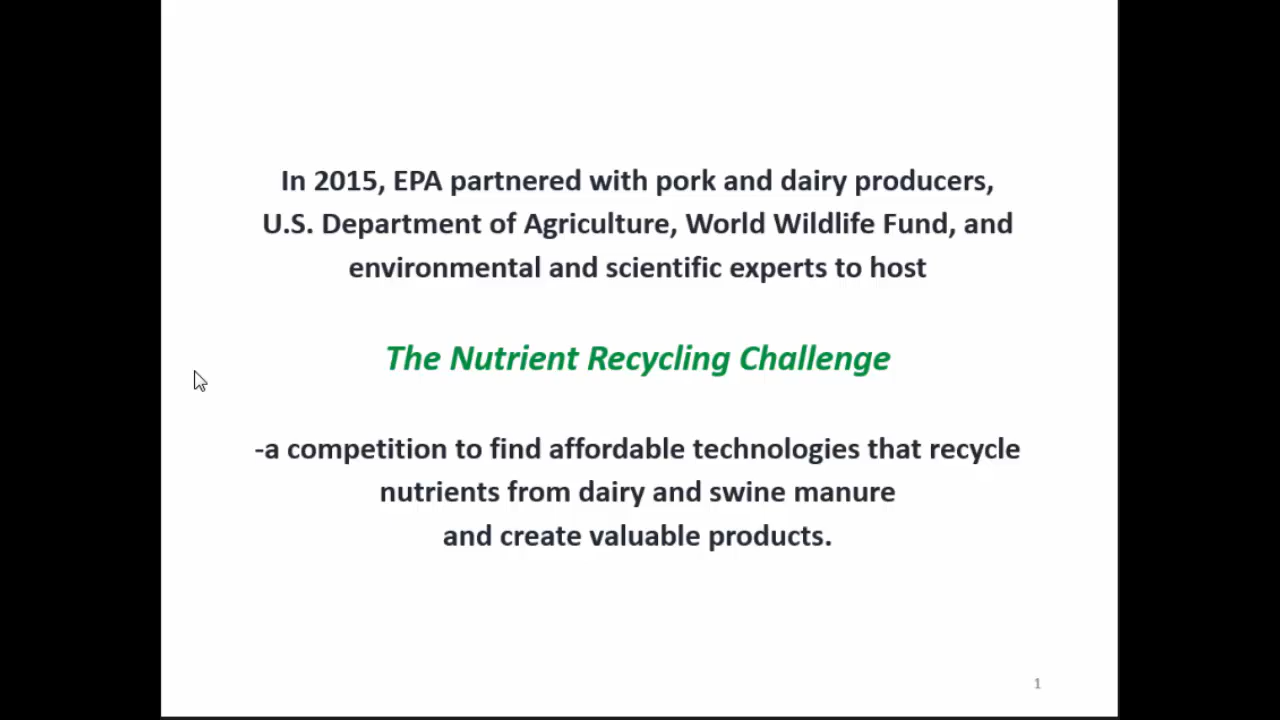 In 2015, EPA partnered with pork and dairy producers,
U.S. Department of Agriculture, World Wildlife Fund, and
environmental and scientific experts to host
The Nutrient Recycling Challenge
-a competition to find affordable technologies that recycle
nutrients from dairy and swine manure
and create valuable products.
1